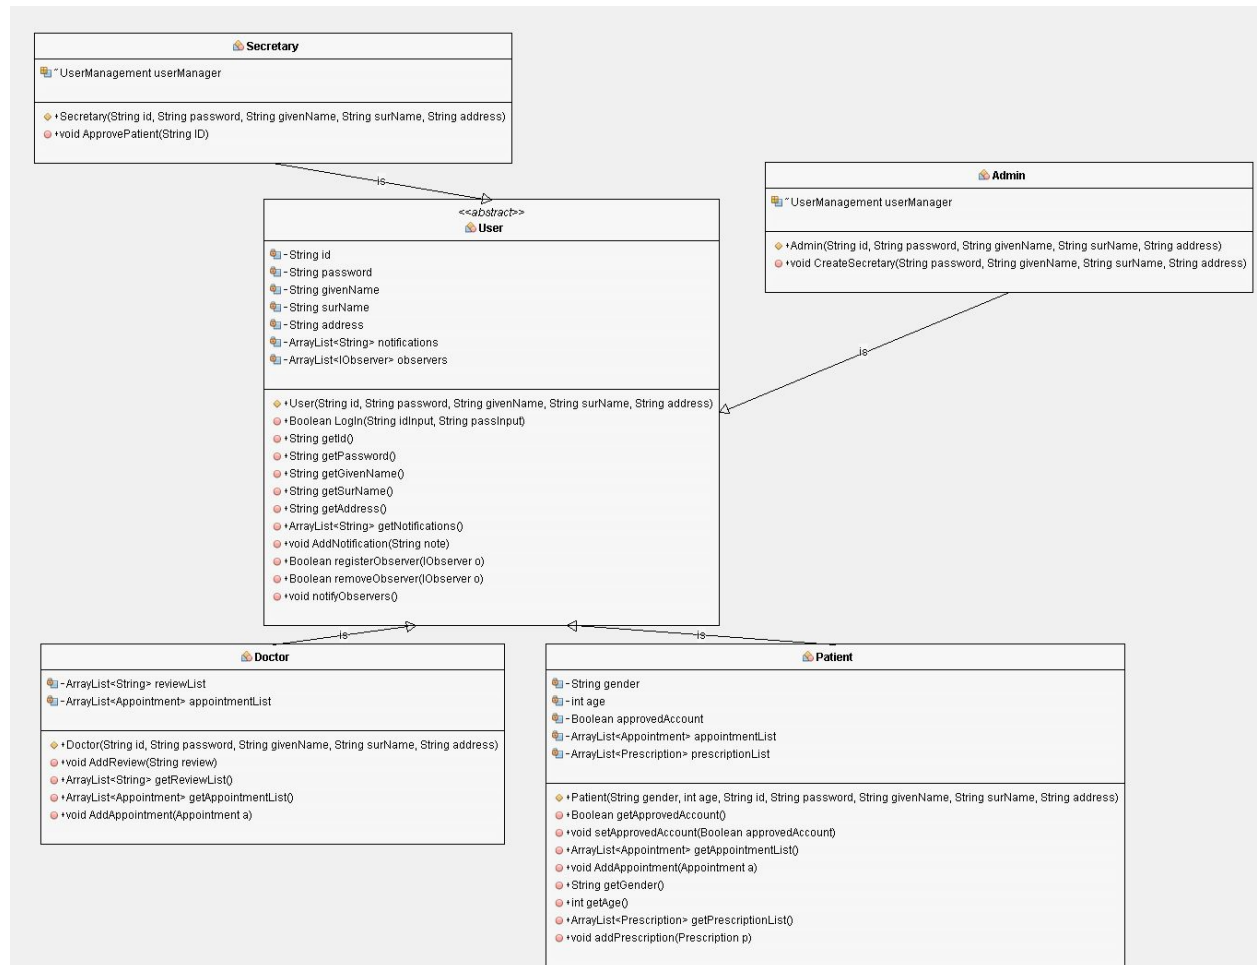 Secretary
~UserManagement userManager
+Secretary(String id, String password, String givenName, String surName, String address)
+void ApprovePatient(String ID)
is
Admin
~UserManagement userManager
+Admin(String id, String password, String givenName, String surName, String address)
+void CreateSecretary(String password, String givenName, String surName, String address)
is
<<abstract>>
User
-String id
-String password
-String givenName
-String surName
-String address
-ArrayList<String> notifications
-ArrayList<IObserver> observers
+User(String id, String password, String givenName, String surName, String address)
+Boolean LogIn(String idInput, String passInput)
+String getId()
+String getPassword()
+String getGivenName()
+String getSurName()
+String getAddress()
+ArrayList<String> getNotifications()
+void AddNotification(String note)
+Boolean registerObserver(IObserver o)
+Boolean removeObserver(IObserver o)
+void notifyObservers()
is
is
Doctor
-ArrayList<String> reviewList
-ArrayList<Appointment> appointmentList
+Doctor(String id, String password, String givenName, String surName, String address)
+void AddReview(String review)
+ArrayList<String> getReviewList()
+ArrayList<Appointment> getAppointmentList()
+void AddAppointment(Appointment a)
Patient
-String gender
-int age
-Boolean approvedAccount
-ArrayList<Appointment> appointmentList
-ArrayList<Prescription> prescriptionList
+Patient(String gender, int age, String id, String password, String givenName, String surName, String address)
+Boolean getApprovedAccount()
+void setApprovedAccount(Boolean approvedAccount)
+ArrayList<Appointment> getAppointmentList()
+void AddAppointment(Appointment a)
+String getGender()
+int getAge()
+ArrayList<Prescription> getPrescriptionList()
+void addPrescription(Prescription p)